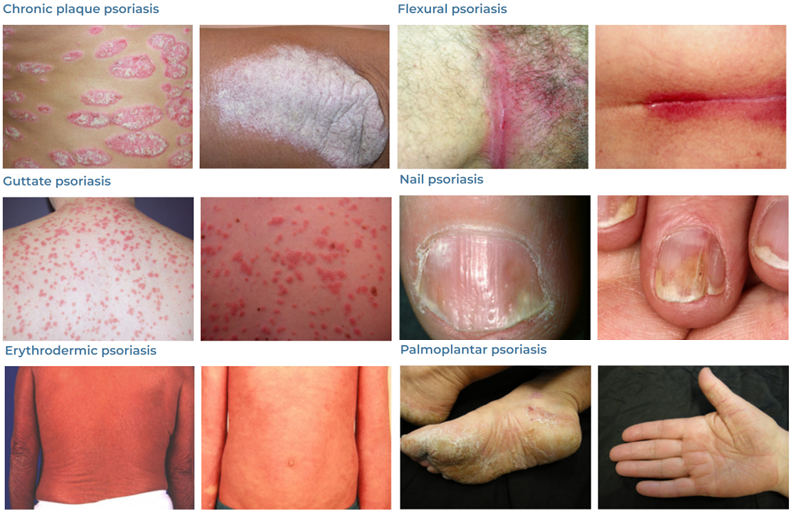 Chronic plaque psoriasis
Flexural psoriasis
Guttate psoriasis
Nail psoriasis
Erythrodermic psoriasis
Palmoplantar psoriasis